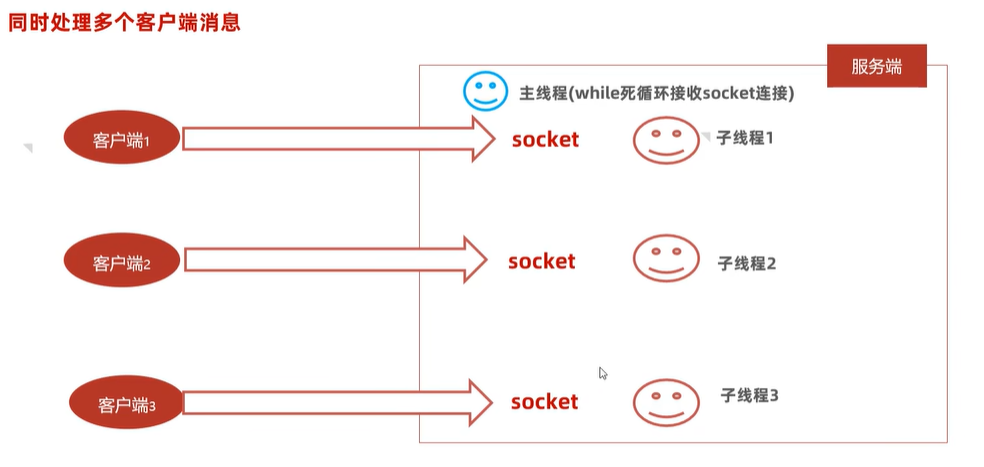 同时处理多个客户端消息
服务端
主线程(while死循环接收socket连接)
客户端1
socket
子线程1
客户端2
socket
子线程2
客户端3
socket
子线程3